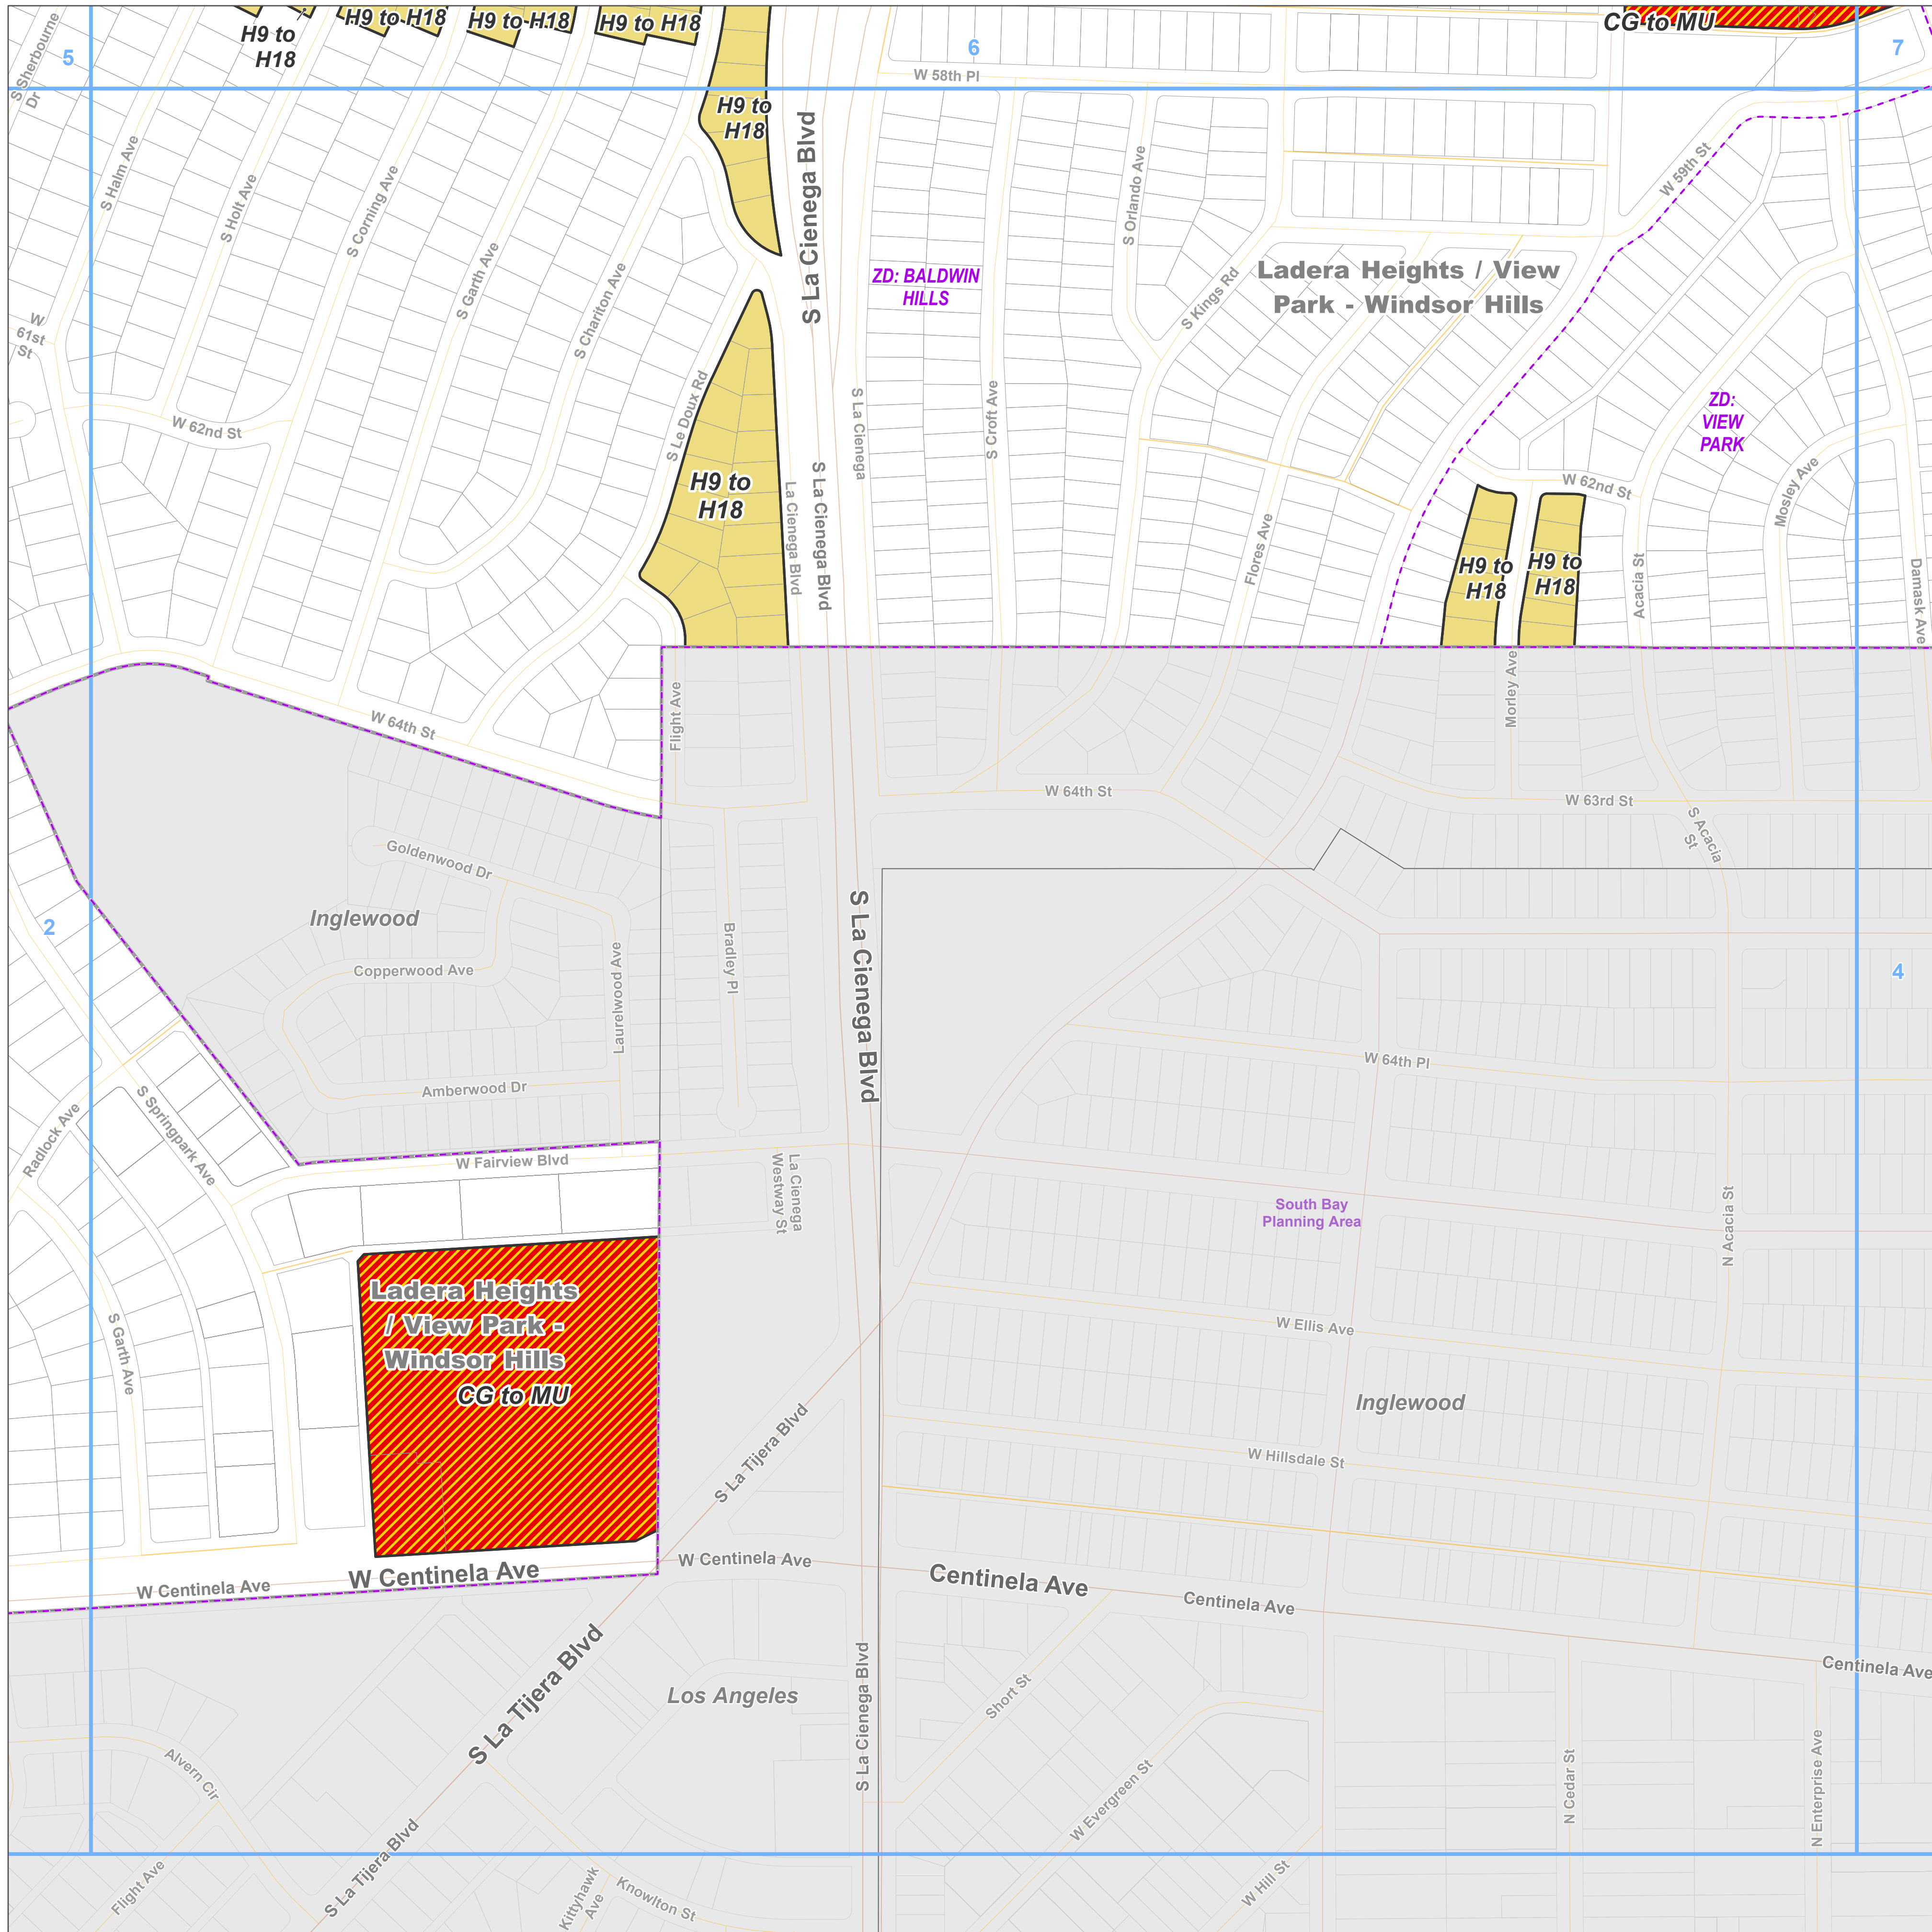 H9 to
H18
H9 to H18
H9 to H18
H9 to H18
CG to MU
5
6
7
S Sherbourne
Dr
W 58th Pl
H9 to
H18
S La Cienega Blvd
S Halm Ave
S Holt Ave
S Corning Ave
S Garth Ave
S Chariton Ave
S Orlando Ave
W 59th St
ZD: BALDWIN
HILLS
S Kings Rd
Ladera Heights / View
Park - Windsor Hills
W
61st
St
W 62nd St
S Le Doux Rd
S La Cienega
S Croft Ave
ZD:
VIEW
PARK
H9 to
H18
La Cienega Blvd
S La Cienega Blvd
Flores Ave
W 62nd St
Mosley Ave
H9 to
H18
H9 to
H18
Acacia St
Damask Ave
Flight Ave
Morley Ave
W 64th St
W 64th St
W 63rd St
S Acacia
St
Goldenwood Dr
Inglewood
2
Copperwood Ave
Laurelwood Ave
Bradley Pl
S La Cienega Blvd
4
W 64th Pl
Amberwood Dr
Radlock Ave
S Springpark Ave
W Fairview Blvd
La Cienega
Westway St
South Bay
Planning Area
N Acacia St
Ladera Heights
/ View Park -
Windsor Hills
CG to MU
S Garth Ave
W Ellis Ave
Inglewood
S La Tijera Blvd
W Hillsdale St
W Centinela Ave
W Centinela Ave
W Centinela Ave
Centinela Ave
Centinela Ave
Centinela Ave
S La Tijera Blvd
Los Angeles
S La Cienega Blvd
Short St
Alvern Cir
W Evergreen St
N Cedar St
N Enterprise Ave
S La Tijera Blvd
Flight Ave
Kittyhawk
Ave
Knowlton St
W Hill St